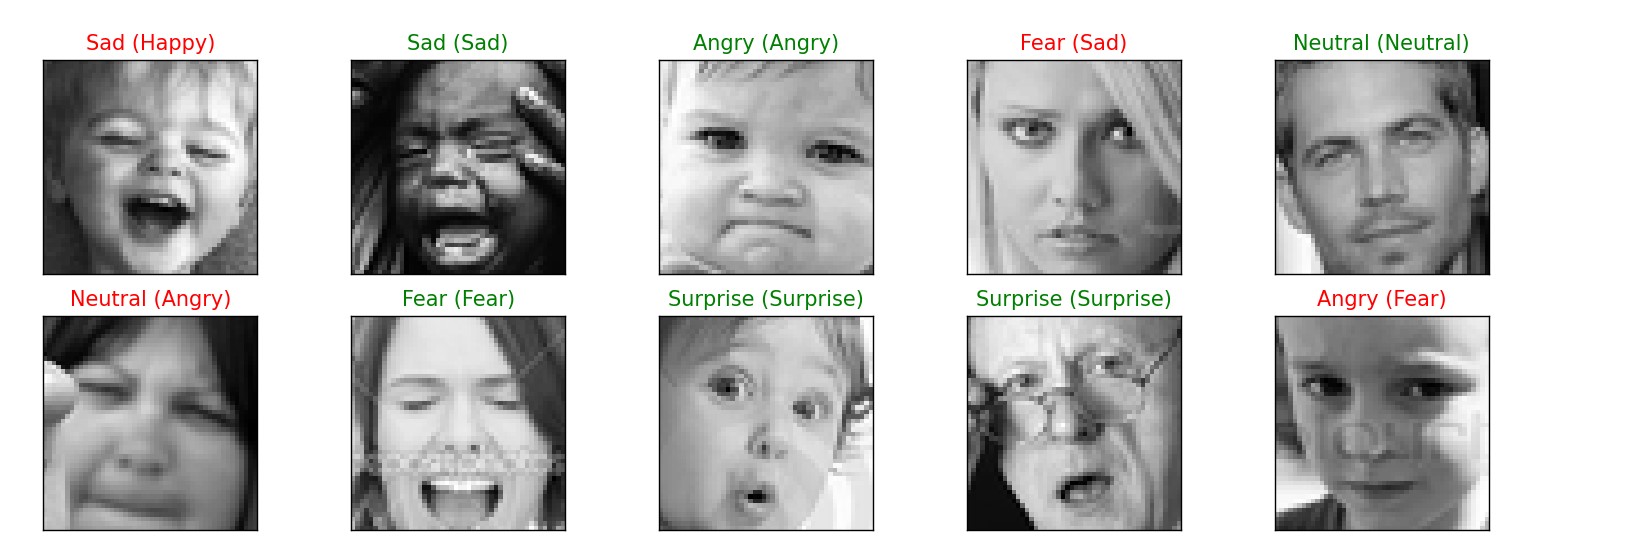 Sad (Happy)
Sad (Sad)
Angry (Angry)
Fear (Sad)
Neutral (Neutral)
Neutral (Angry)
Fear (Fear)
Surprise (Surprise)
Surprise (Surprise)
Angry (Fear)